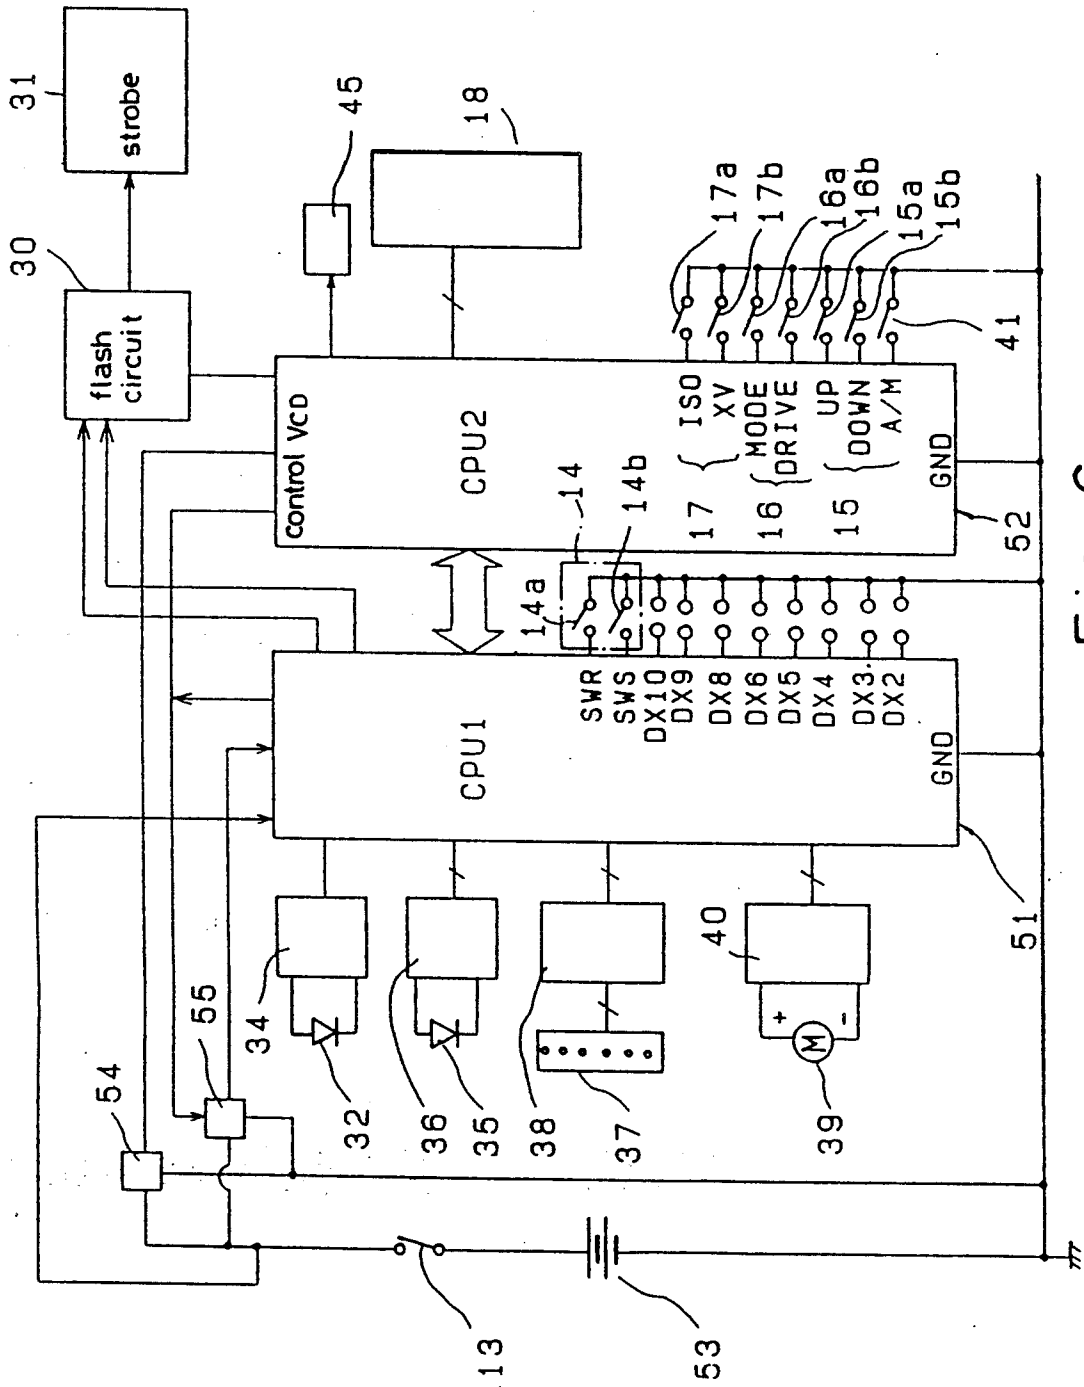 30
31
54
flash
circuit
strobe
55
34
control VCD
32
45
36
CPU1
CPU2
13
35
18
14a
38
14
SWR
SWS
14b
37
DX10
DX9
ISO
XV
17
17a
53
40
DX8
DX6
MODE
DRIVE
16
17b
DX5
DX4
39
UP
DOWN
A/M
15
16a
16b
DX3
DX2
15a
15b
GND
GND
51
52
41
M
+
-